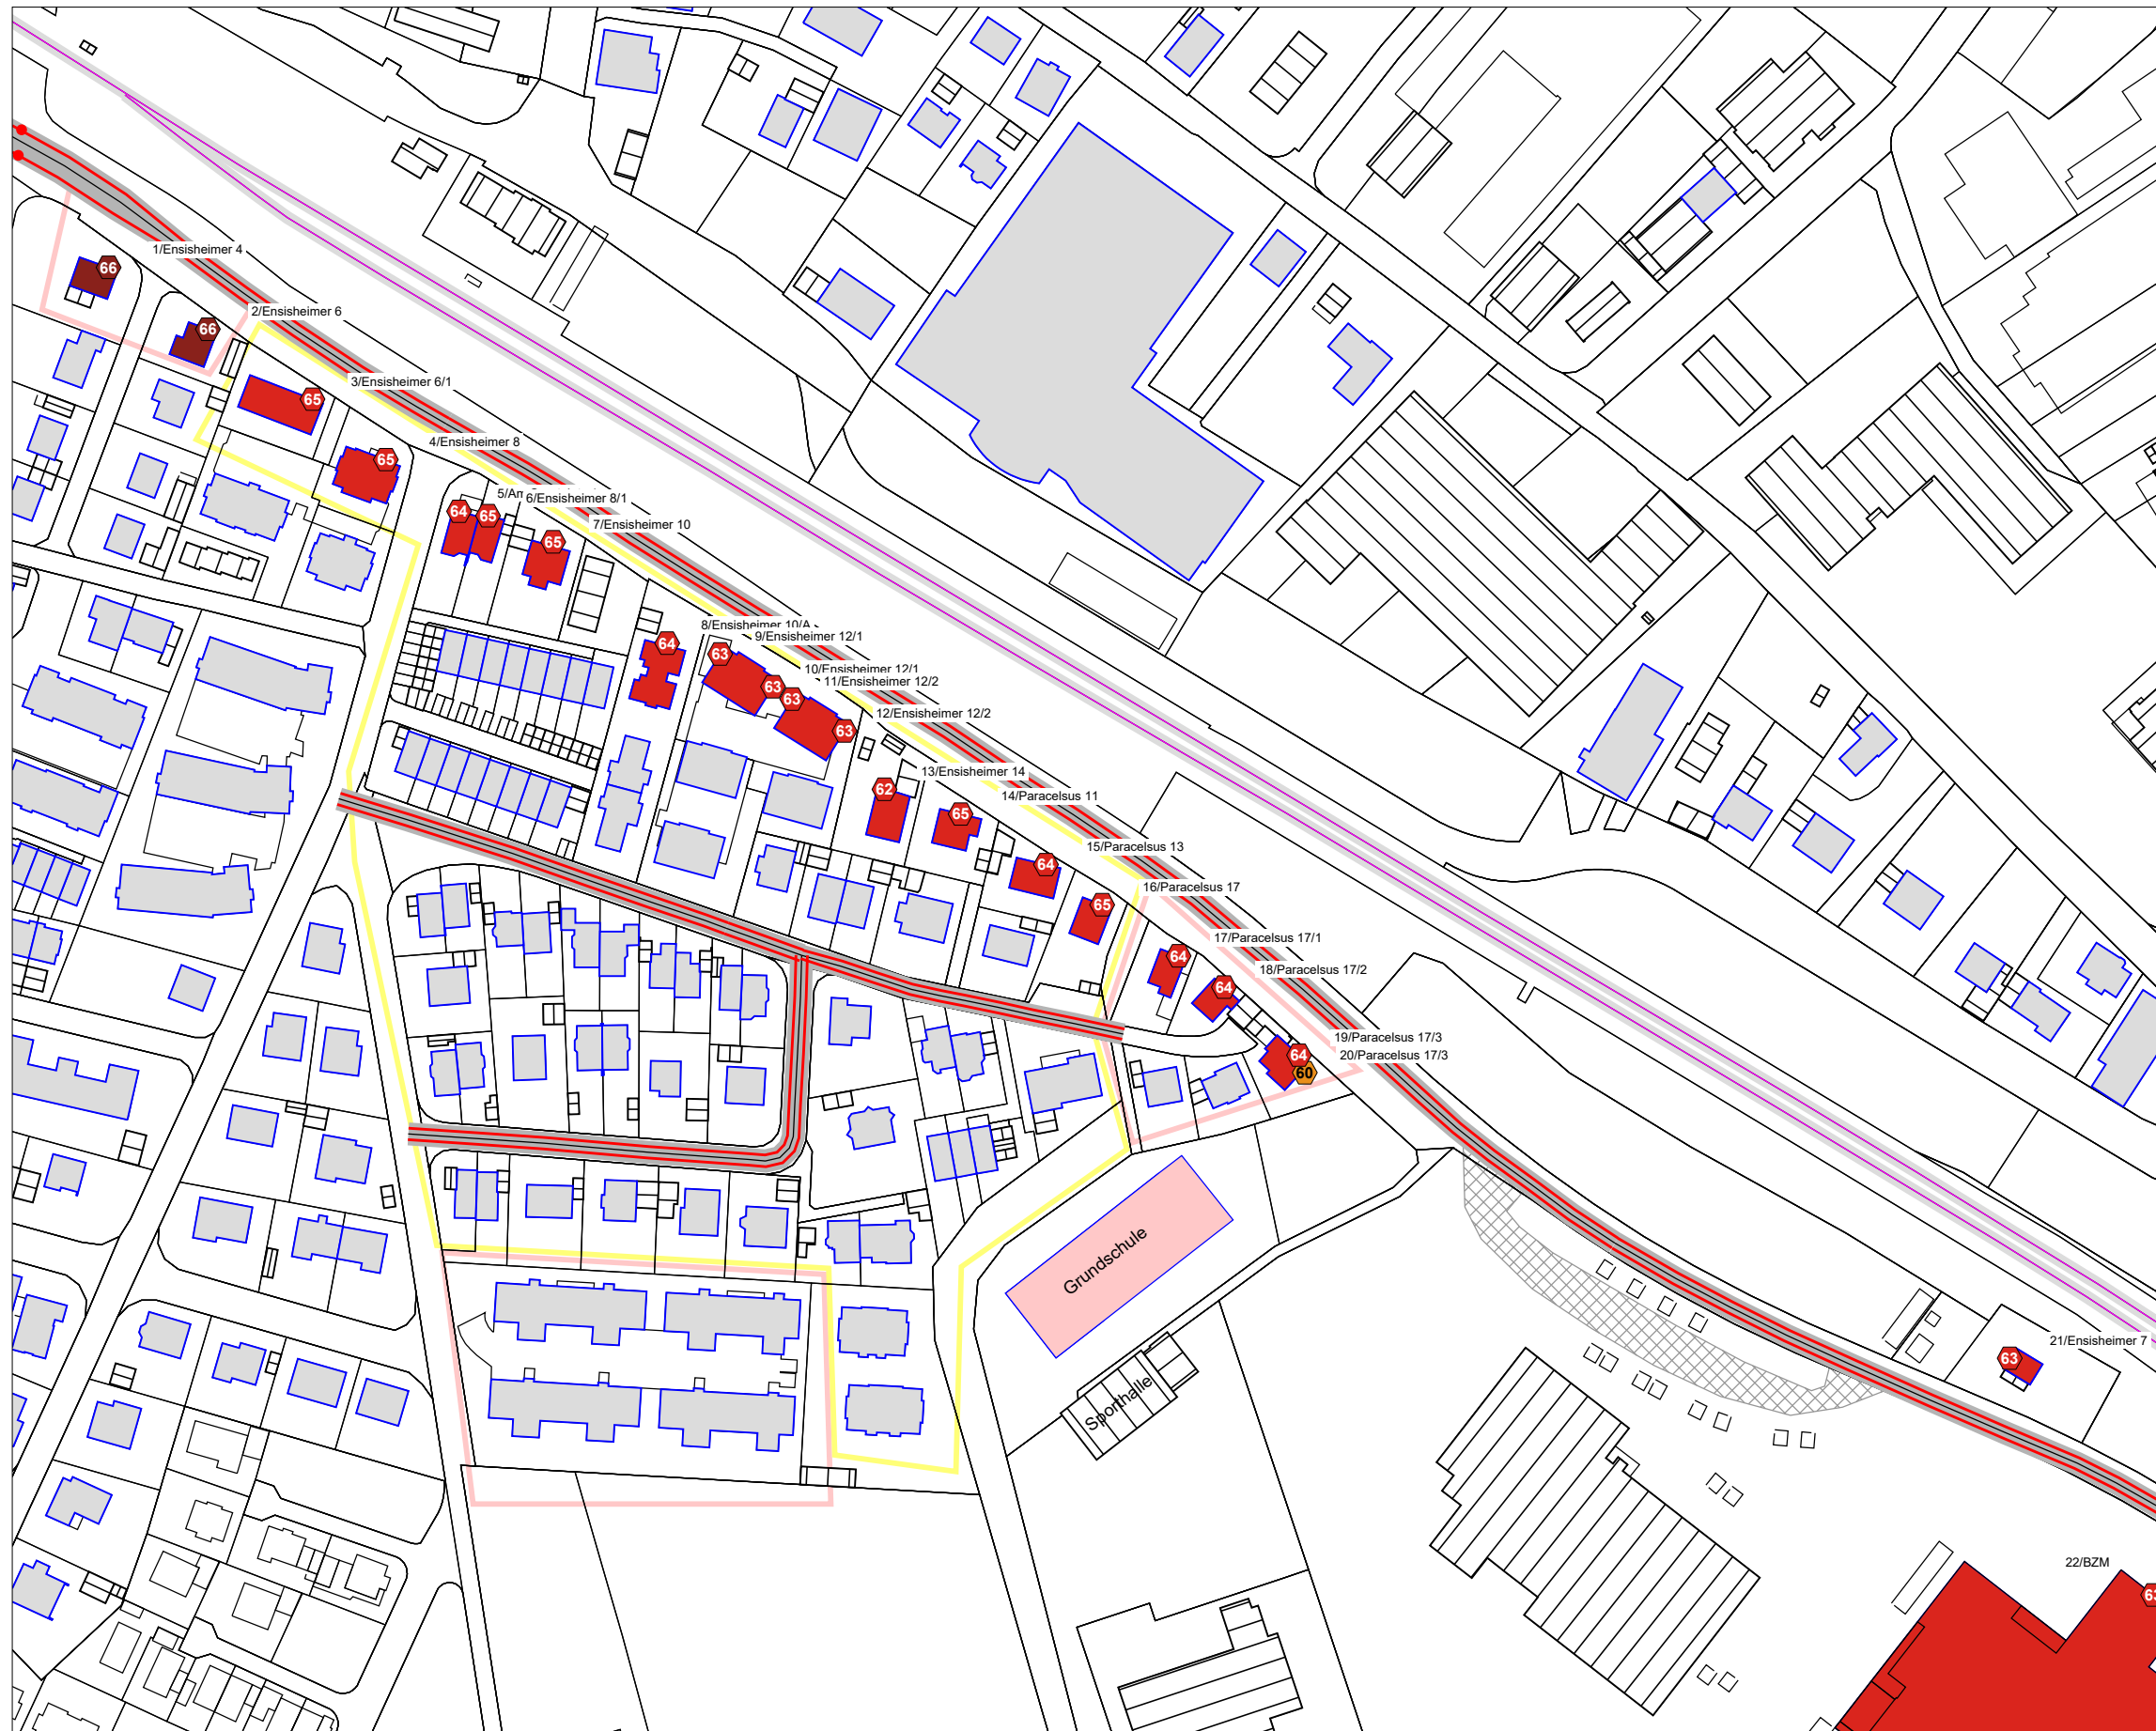 1/Ensisheimer 4
66
2/Ensisheimer 6
66
3/Ensisheimer 6/1
65
4/Ensisheimer 8
65
6/Ensisheimer 8/1
64
65
7/Ensisheimer 10
65
8/Ensisheimer 10/A
9/Ensisheimer 12/1
64
63
10/Ensisheimer 12/1
11/Ensisheimer 12/2
63
63
12/Ensisheimer 12/2
63
13/Ensisheimer 14
62
14/Paracelsus 11
65
15/Paracelsus 13
64
16/Paracelsus 17
65
17/Paracelsus 17/1
64
18/Paracelsus 17/2
64
19/Paracelsus 17/3
64
20/Paracelsus 17/3
60
Grundschule
Sporthalle
21/Ensisheimer 7
63
22/BZM